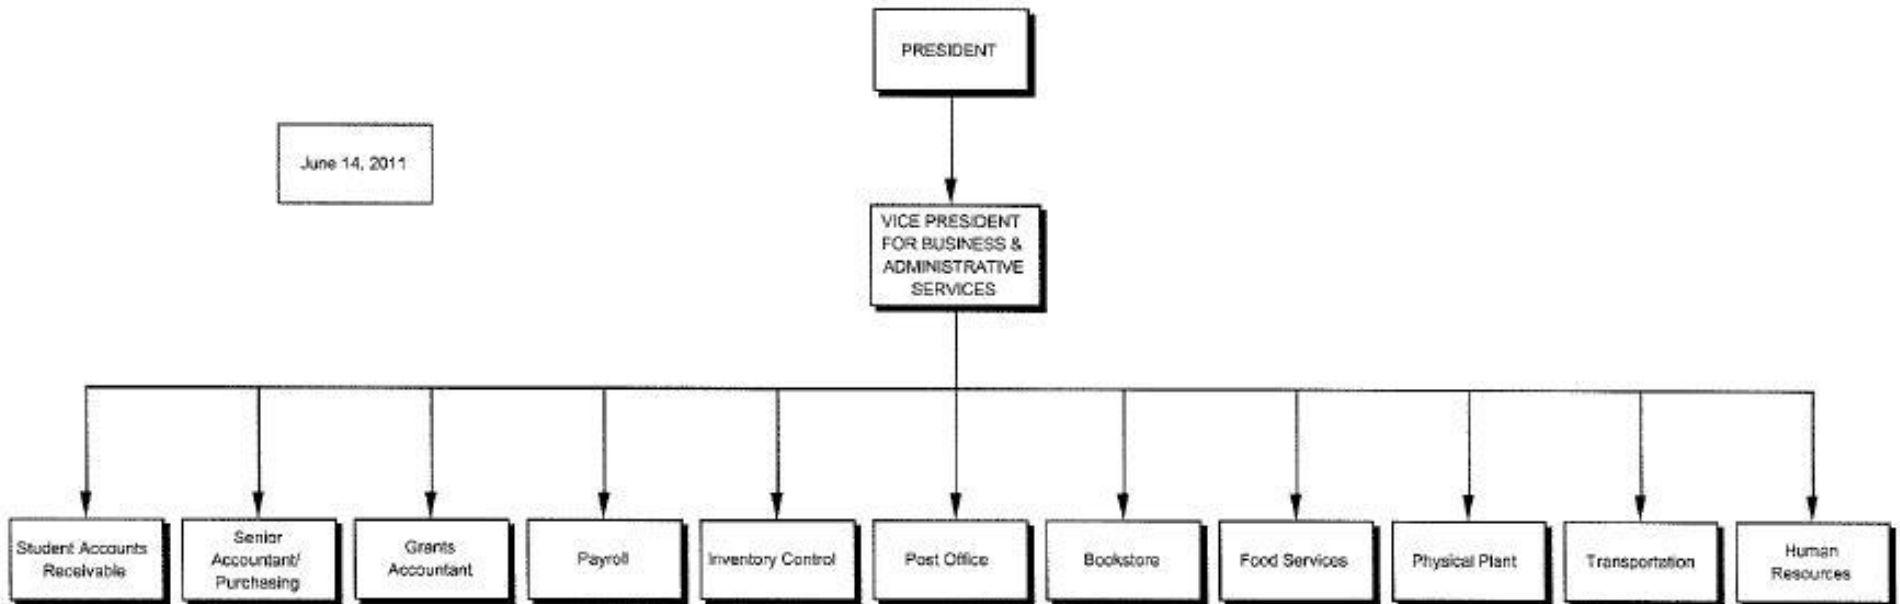 PRESIDENT
June 14, 2011
VICE PRESIDENT
FOR BUSINESS &
ADMINISTRATIVE
SERVICES
Student Accounts
Receivable
Senior
Accountant/
Purchasing
Grants
Accountant
Payroll
Inventory Control
Post Office
Bookstore
Food Services
Physical Plant
Transportation
Human
Resources